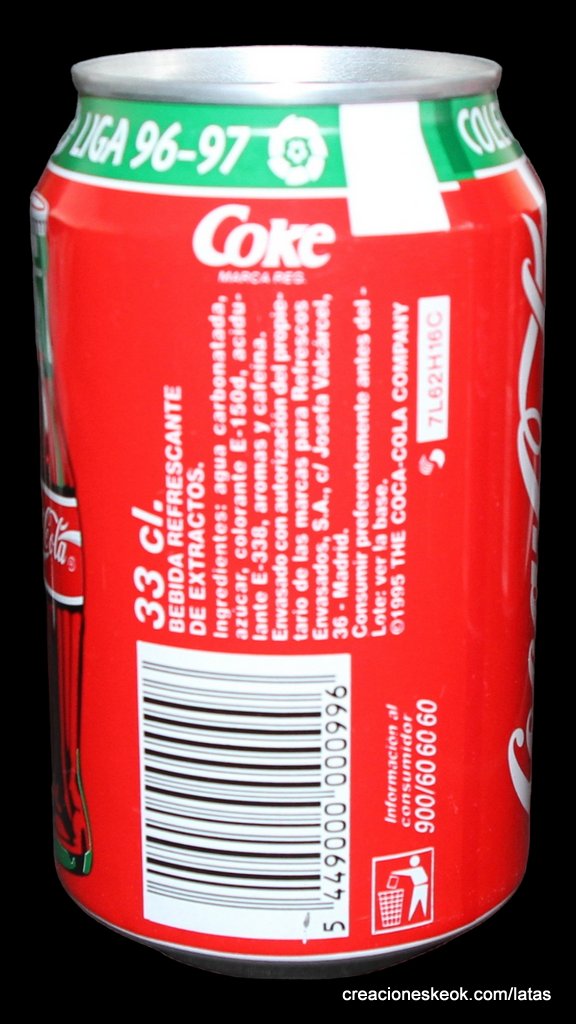 LIGA 96-97
COLE
Coke
MARCA REG.
33 cl.
BEBIDA REFRESCANTE
DE EXTRACTOS.
Ingredientes: agua carbonatada,
azúcar, colorante E-150d, acidu-
lante E-338, aromas y cafeína.
Envasado con autorización del propie-
tario de las marcas para Refrescos
Envasados, S.A., c/ Josefa Valcárcel,
36 - Madrid.
Consumir preferentemente antes del -
Lote: ver la base.
©1995 THE COCA-COLA COMPANY
7L62H16C
5 449000 000996
Información al
consumidor
900/60 60 60
Cola®
creacioneskeok.com/latas